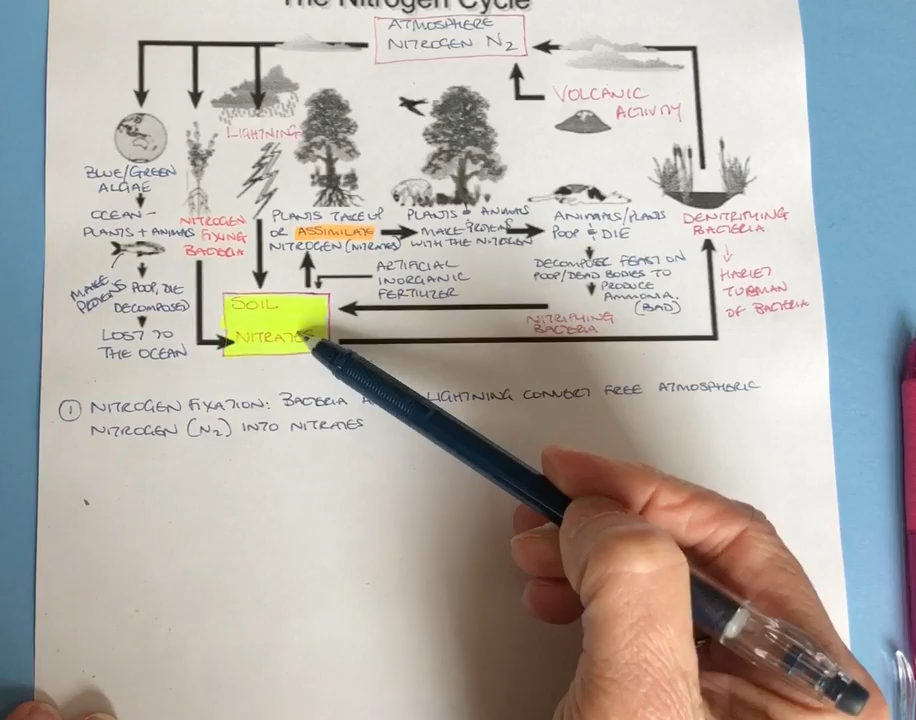 The Nitrogen Cycle
ATMOSPHERE
NITROGEN N2
VOLCANIC
ACTIVITY
LIGHTNING
BLUE/GREEN
ALGAE
OCEAN-
PLANTS + ANIMALS
MAKE
PROTEINS
POOP, DIE
DECOMPOSED
LOST TO
THE OCEAN
NITROGEN
FIXING
BACTERIA
PLANTS TAKE UP
OR ASSIMILATE
NITROGEN (NITRATES)
PLANTS & ANIMALS
MAKE PROTEINS
WITH THE NITROGEN
ANIMALS/PLANTS
POOP & DIE
DECOMPOSERS FEAST ON
POOP/DEAD BODIES TO
PRODUCE
AMMONIA.
(BAD)
DENITRIFYING
BACTERIA
HARIET
TUBMAN
OF BACTERIA
ARTIFICIAL
INORGANIC
FERTILIZER
NITRIFYING
BACTERIA
SOIL
NITRATES
① NITROGEN FIXATION: BACTERIA LIGHTNING CONVERT FREE ATMOSPHERIC
NITROGEN (N2) INTO NITRATES